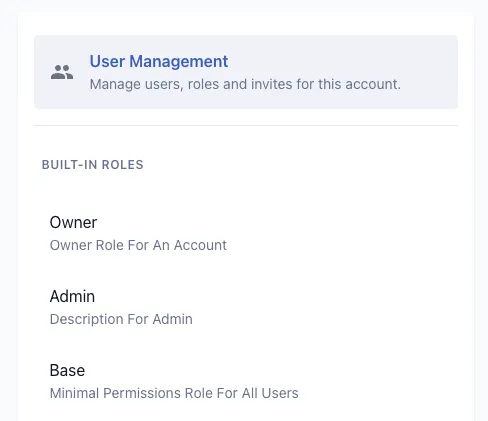 User Management
Manage users, roles and invites for this account.
BUILT-IN ROLES
Owner
Owner Role For An Account
Admin
Description For Admin
Base
Minimal Permissions Role For All Users